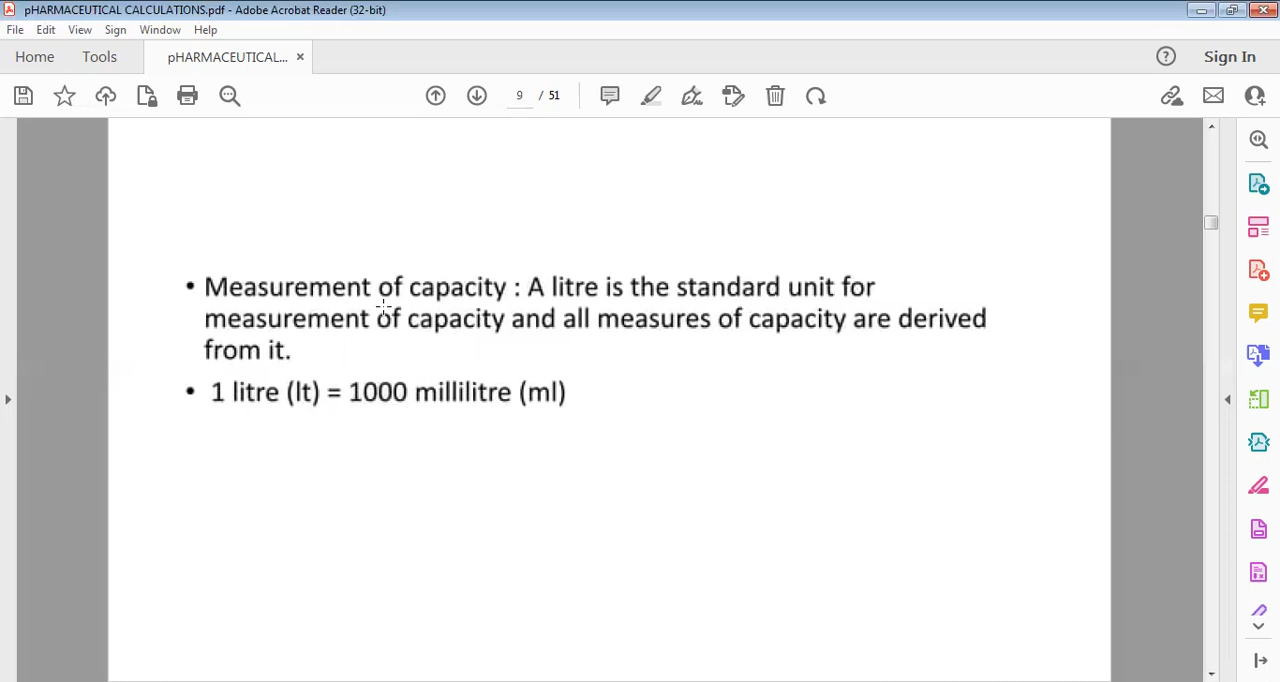 pHARMACEUTICAL CALCULATIONS.pdf - Adobe Acrobat Reader (32-bit)
File Edit View Sign Window Help
Home Tools pHARMACEUTICAL... × Sign In
9 / 51
• Measurement of capacity : A litre is the standard unit for
measurement of capacity and all measures of capacity are derived
from it.
• 1 litre (lt) = 1000 millilitre (ml)